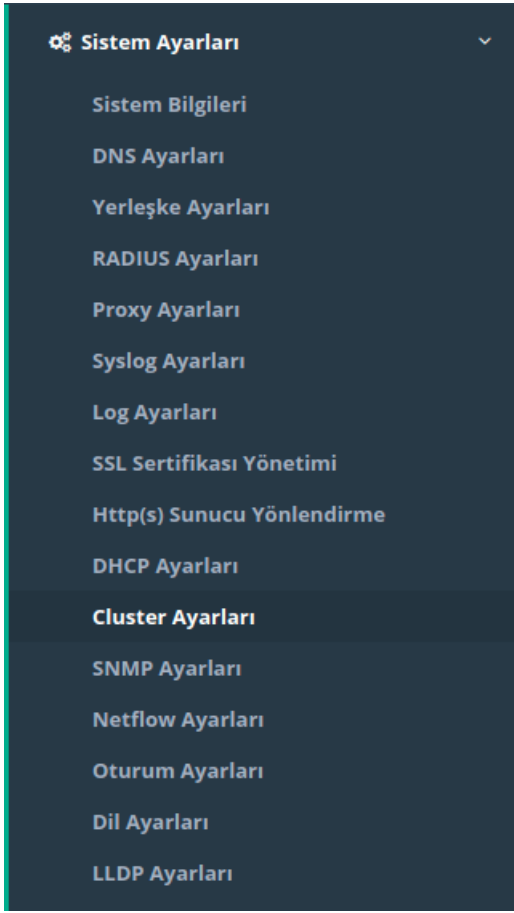 Sistem Ayarları
Sistem Bilgileri
DNS Ayarları
Yerleşke Ayarları
RADIUS Ayarları
Proxy Ayarları
Syslog Ayarları
Log Ayarları
SSL Sertifikası Yönetimi
Http(s) Sunucu Yönlendirme
DHCP Ayarları
Cluster Ayarları
SNMP Ayarları
Netflow Ayarları
Oturum Ayarları
Dil Ayarları
LLDP Ayarları